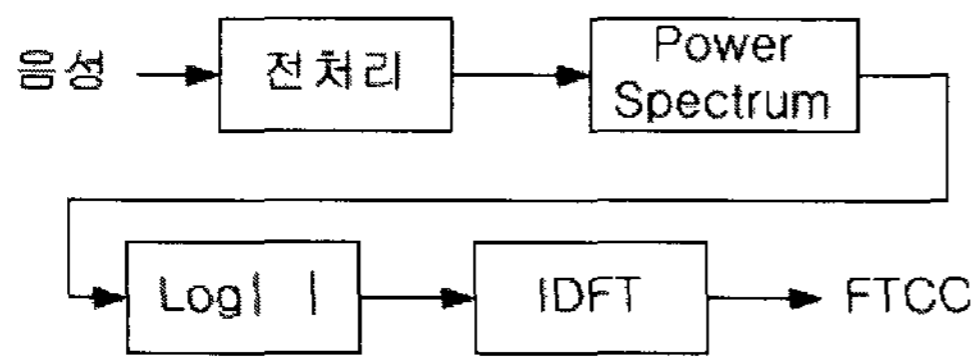 음성
전처리
Power
Spectrum
Log| |
IDFT
FTCC